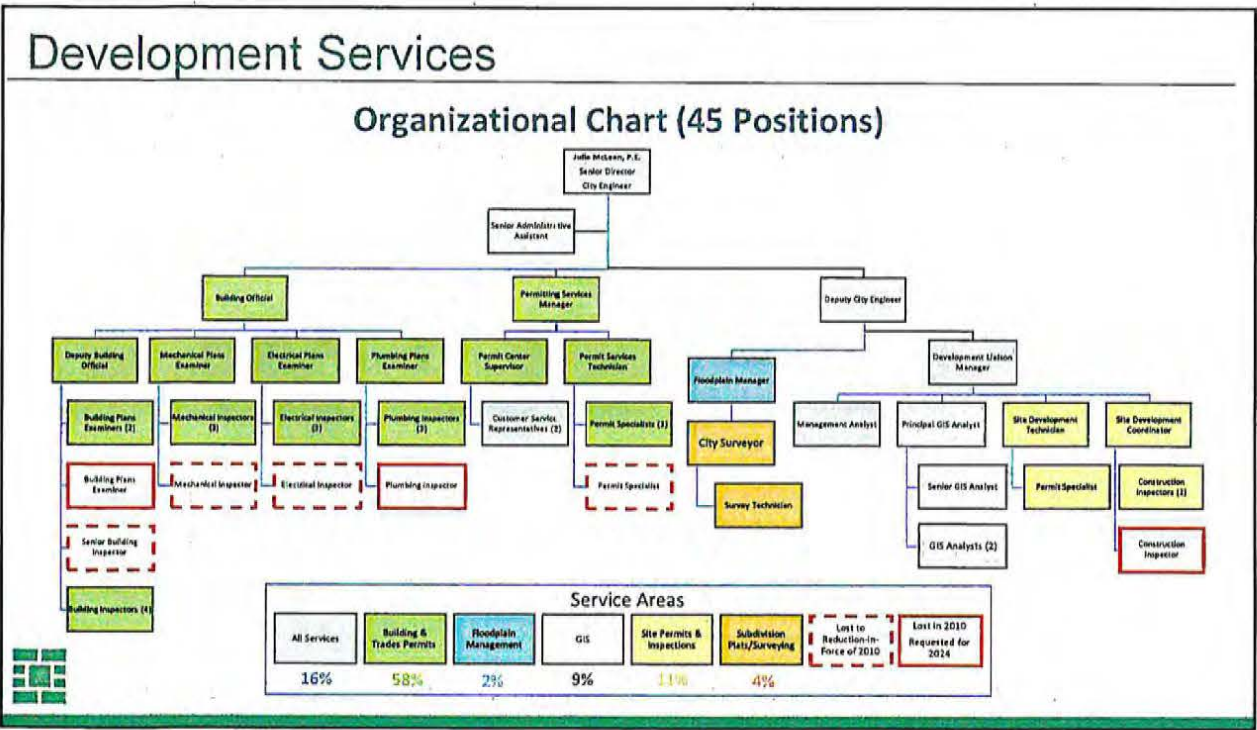 Development Services
Organizational Chart (45 Positions)
Julie McLean, P.E.
Senior Director
City Engineer
Senior Administrative
Assistant
Building Official
Permitting Services
Manager
Deputy City Engineer
Deputy Building
Official
Mechanical Plans
Examiner
Electrical Plans
Examiner
Plumbing Plans
Examiner
Permit Center
Supervisor
Permit Services
Technician
Floodplain Manager
Development Liaison
Manager
Building Plans
Examiners (2)
Mechanical Inspectors
(3)
Electrical Inspectors
(3)
Plumbing Inspectors
(3)
Customer Service
Representatives (2)
Permit Specialists (3)
City Surveyor
Management Analyst
Principal GIS Analyst
Site Development
Technician
Site Development
Coordinator
Building Plans
Examiner
Mechanical Inspector
Electrical Inspector
Plumbing Inspector
Permit Specialist
Survey Technician
Senior GIS Analyst
Permit Specialist
Construction
Inspectors
Senior Building
Inspector
GIS Analysts (2)
Construction
Inspector
Building Inspectors (4)
Service Areas
All Services
Building &
Trades Permits
Floodplain
Management
GIS
Site Permits &
Inspections
Subdivision
Plats/Surveying
Lost to
Reduction-in-
Force of 2010
Lost in 2010
Requested for
2024
16%
58%
2%
9%
11%
4%